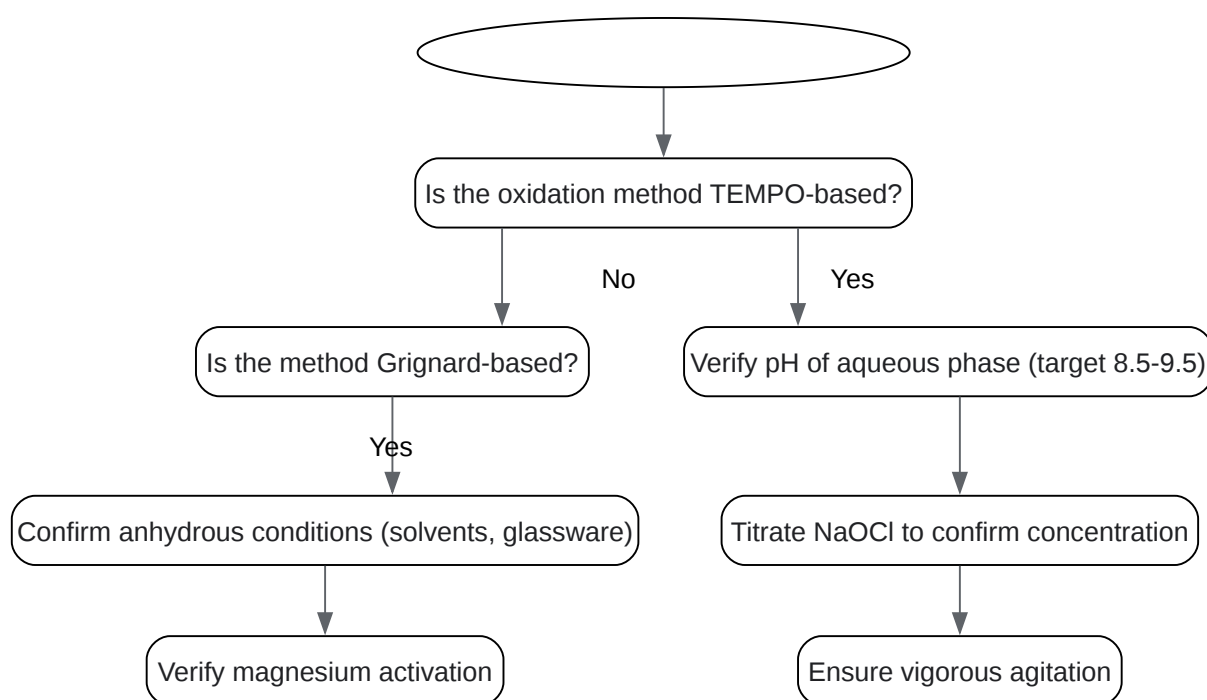 Is the oxidation method TEMPO-based?
No
Yes
Is the method Grignard-based?
Verify pH of aqueous phase (target 8.5-9.5)
Yes
Confirm anhydrous conditions (solvents, glassware)
Titrate NaOCl to confirm concentration
Verify magnesium activation
Ensure vigorous agitation